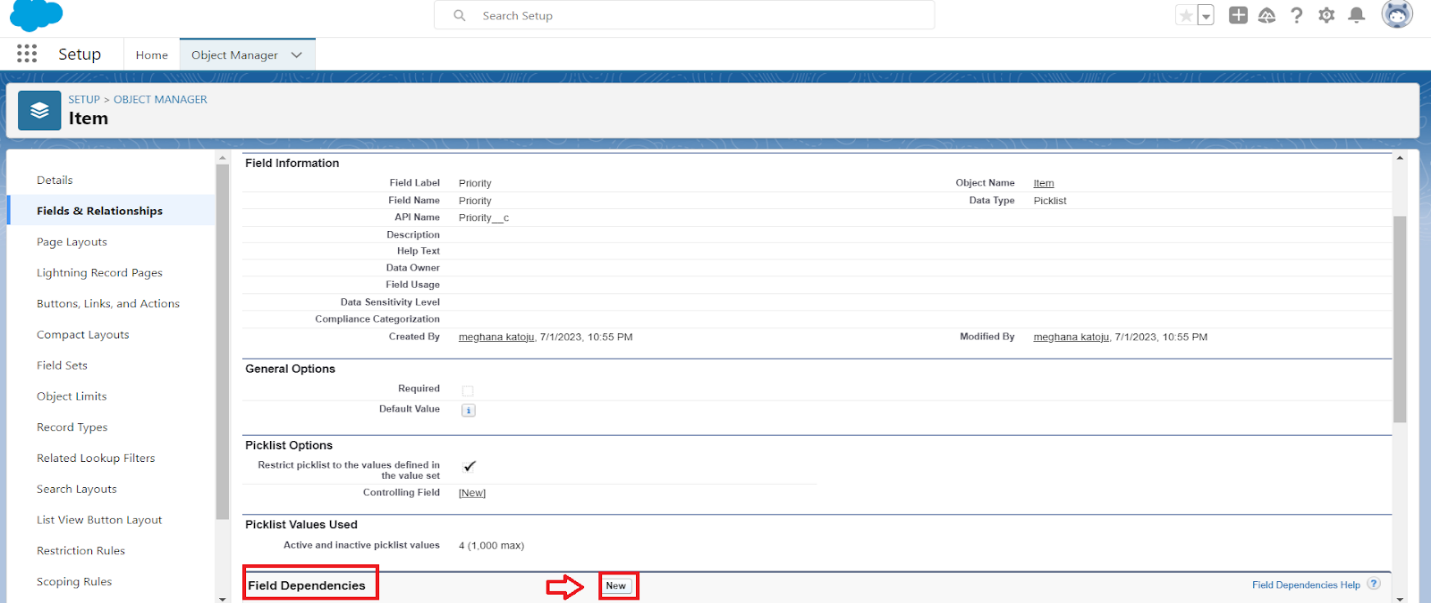 Search Setup
Setup
Home
Object Manager
SETUP > OBJECT MANAGER
Item
Details
Fields & Relationships
Page Layouts
Lightning Record Pages
Buttons, Links, and Actions
Compact Layouts
Field Sets
Object Limits
Record Types
Related Lookup Filters
Search Layouts
List View Button Layout
Restriction Rules
Scoping Rules
Field Information
Field Label Priority Object Name Item
Field Name Priority Data Type Picklist
API Name Priority__c
Description
Help Text
Data Owner
Field Usage
Data Sensitivity Level
Compliance Categorization
Created By meghana katoju, 7/1/2023, 10:55 PM Modified By meghana katoju, 7/1/2023, 10:55 PM
General Options
Required
Default Value
Picklist Options
Restrict picklist to the values defined in
the value set
Controlling Field [New]
Picklist Values Used
Active and inactive picklist values 4 (1,000 max)
Field Dependencies New Field Dependencies Help ?